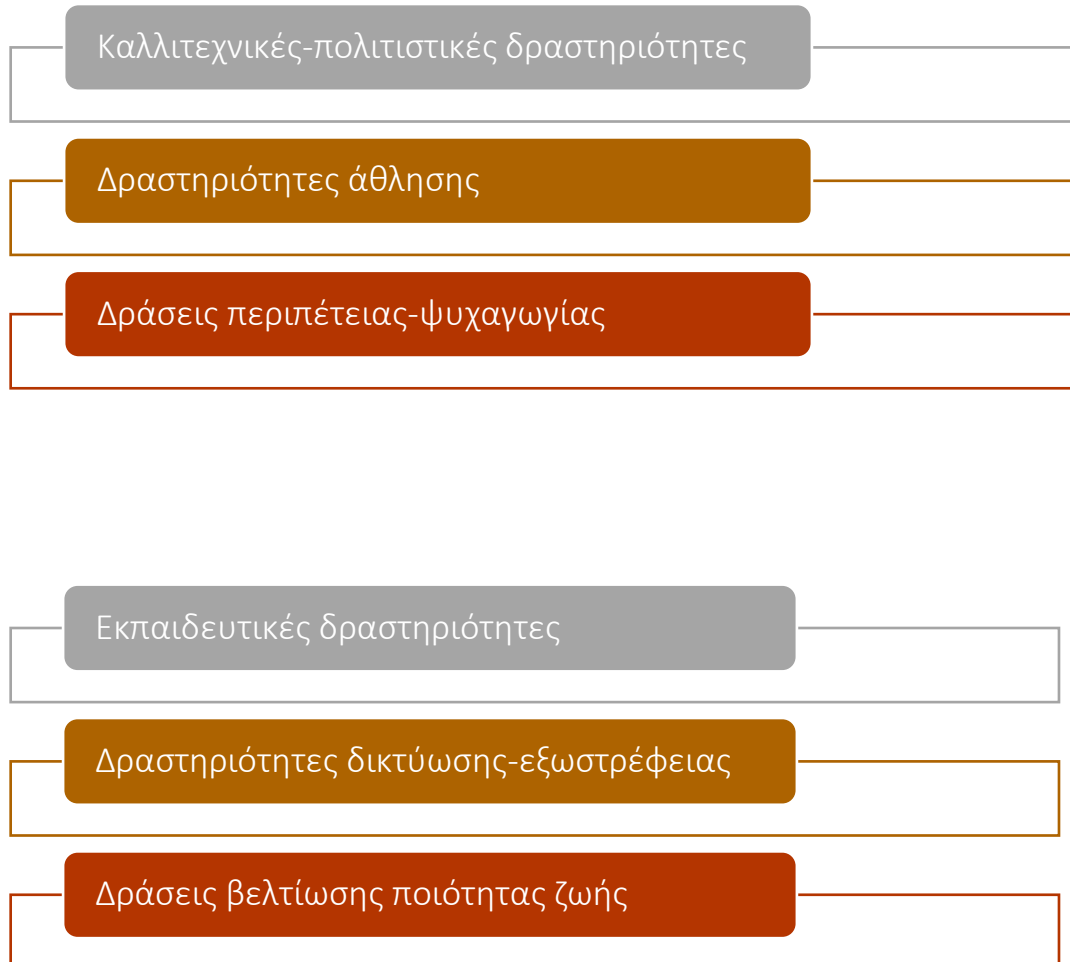 Καλλιτεχνικές-πολιτιστικές δραστηριότητες
Δραστηριότητες άθλησης
Δράσεις περιπέτειας-ψυχαγωγίας
Εκπαιδευτικές δραστηριότητες
Δραστηριότητες δικτύωσης-εξωστρέφειας
Δράσεις βελτίωσης ποιότητας ζωής